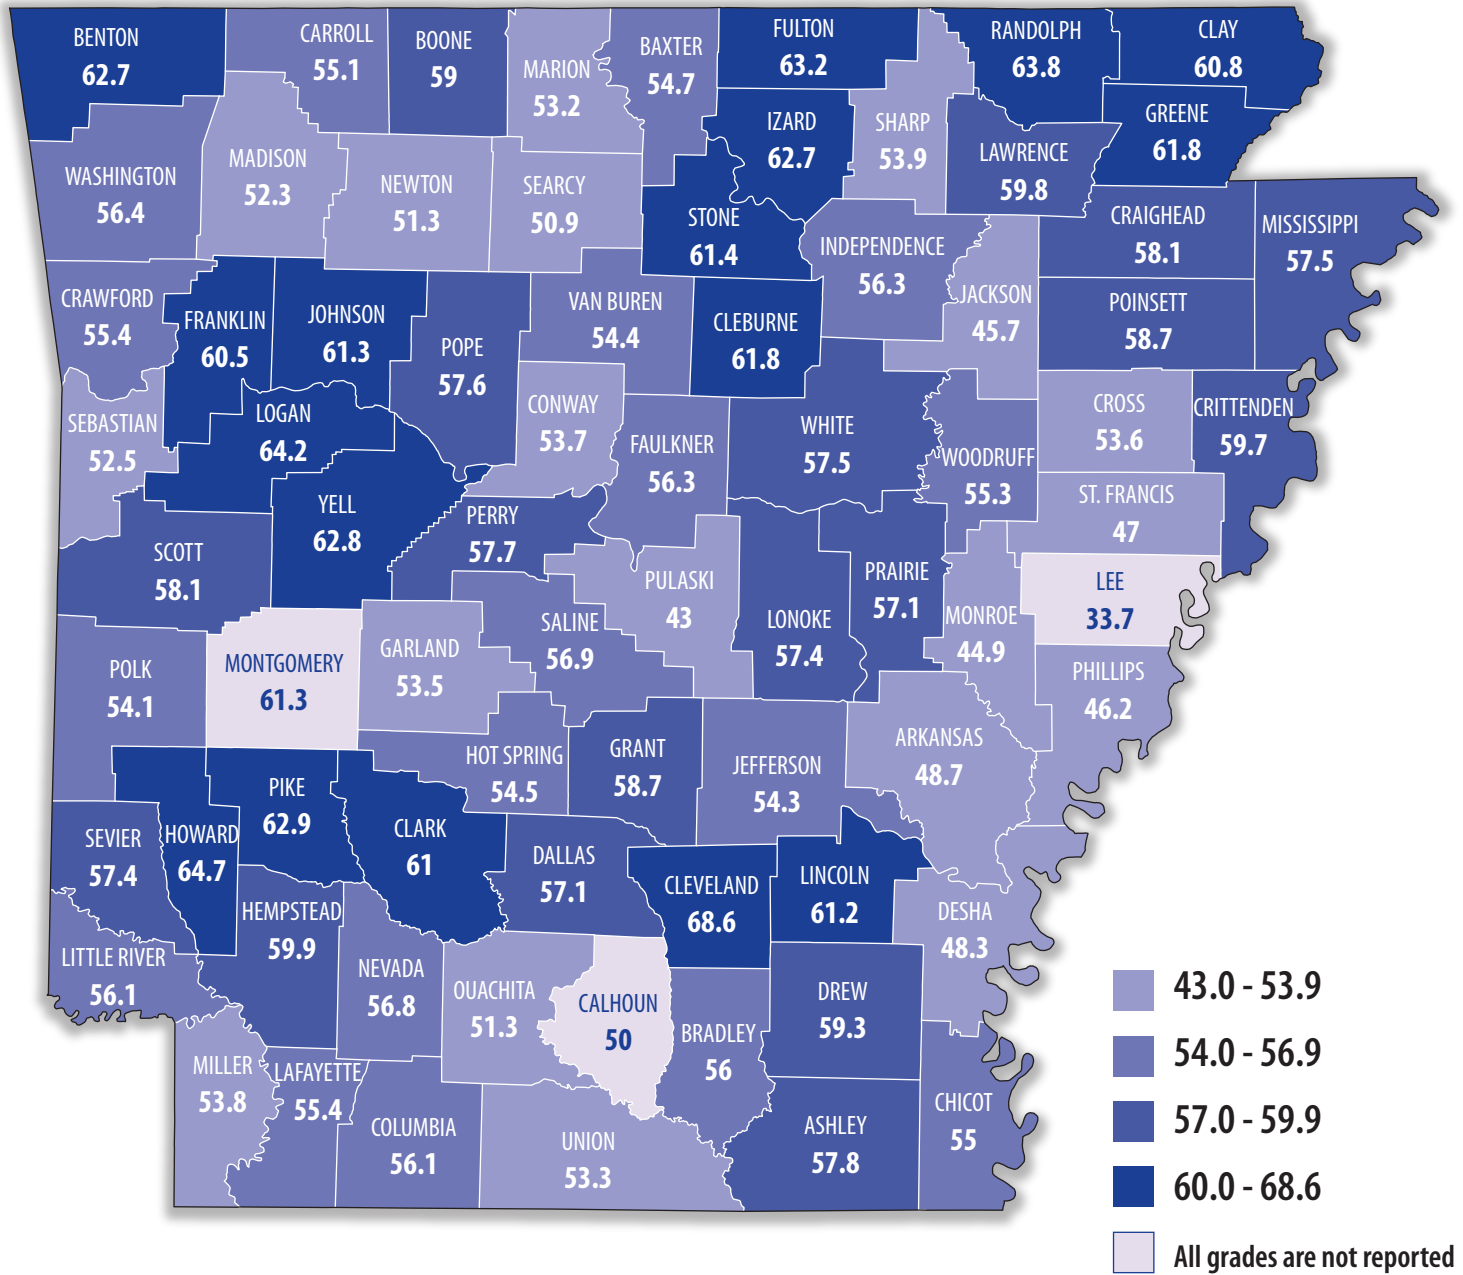 BENTON
62.7
CARROLL
55.1
BOONE
59
MARION
53.2
BAXTER
54.7
FULTON
63.2
RANDOLPH
63.8
CLAY
60.8
IZARD
62.7
SHARP
53.9
LAWRENCE
59.8
GREENE
61.8
WASHINGTON
56.4
MADISON
52.3
NEWTON
51.3
SEARCY
50.9
STONE
61.4
INDEPENDENCE
56.3
JACKSON
45.7
CRAIGHEAD
58.1
MISSISSIPPI
57.5
CRAWFORD
55.4
FRANKLIN
60.5
JOHNSON
61.3
POPE
57.6
VAN BUREN
54.4
CLEBURNE
61.8
POINSETT
58.7
SEBASTIAN
52.5
LOGAN
64.2
CONWAY
53.7
FAULKNER
56.3
WHITE
57.5
WOODRUFF
55.3
CROSS
53.6
CRITTENDEN
59.7
ST. FRANCIS
47
YELL
62.8
PERRY
57.7
SCOTT
58.1
PULASKI
43
LONOKE
57.4
PRAIRIE
57.1
MONROE
44.9
LEE
33.7
POLK
54.1
MONTGOMERY
61.3
GARLAND
53.5
SALINE
56.9
PHILLIPS
46.2
HOT SPRING
54.5
GRANT
58.7
JEFFERSON
54.3
ARKANSAS
48.7
SEVIER
57.4
HOWARD
64.7
PIKE
62.9
CLARK
61
DALLAS
57.1
CLEVELAND
68.6
LINCOLN
61.2
DESHA
48.3
HEMPSTEAD
59.9
LITTLE RIVER
56.1
NEVADA
56.8
OUACHITA
51.3
CALHOUN
50
BRADLEY
56
DREW
59.3
MILLER
53.8
LAFAYETTE
55.4
COLUMBIA
56.1
UNION
53.3
ASHLEY
57.8
CHICOT
55
43.0 - 53.9
54.0 - 56.9
57.0 - 59.9
60.0 - 68.6
All grades are not reported